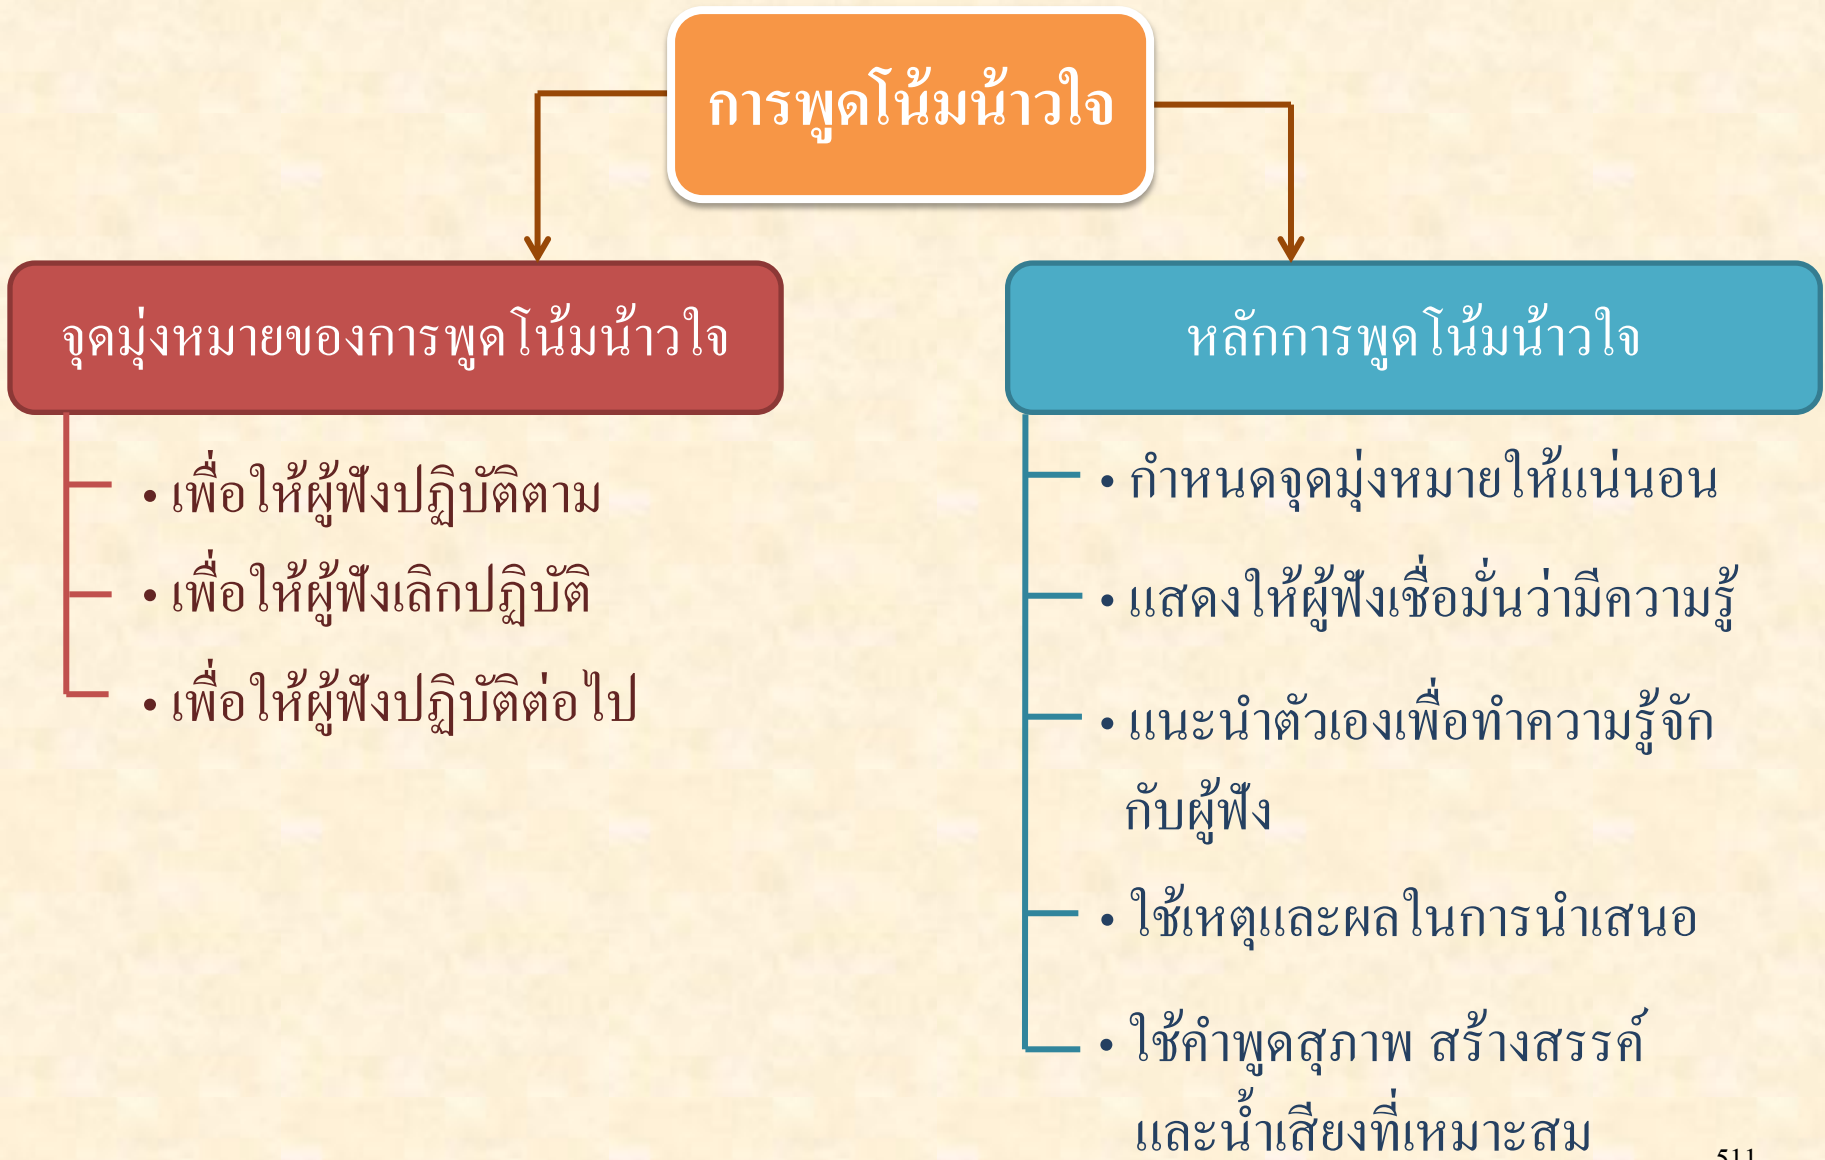 การพูดโน้มน้าวใจ
จุดมุ่งหมายของการพูดโน้มน้าวใจ
• เพื่อให้ผู้ฟังปฏิบัติตาม
• เพื่อให้ผู้ฟังเลิกปฏิบัติ
• เพื่อให้ผู้ฟังปฏิบัติต่อไป
หลักการพูดโน้มน้าวใจ
• กำหนดจุดมุ่งหมายให้แน่นอน
• แสดงให้ผู้ฟังเชื่อมั่นว่ามีความรู้
• แนะนำตัวเองเพื่อทำความรู้จัก
กับผู้ฟัง
• ใช้เหตุและผลในการนำเสนอ
• ใช้คำพูดสุภาพ สร้างสรรค์
และน้ำเสียงที่เหมาะสม
511